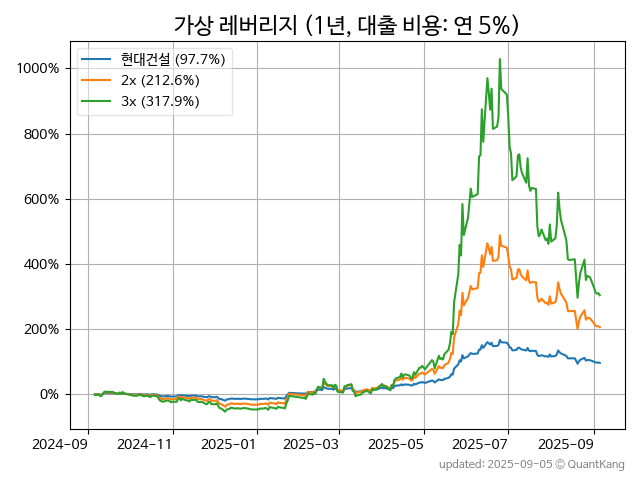 가상 레버리지 (1년, 대출 비용: 연 5%)
현대건설 (97.7%)
2x (212.6%)
3x (317.9%)
1000%
800%
600%
400%
200%
0%
2024-09 2024-11 2025-01 2025-03 2025-05 2025-07 2025-09
updated: 2025-09-05 © QuantKang